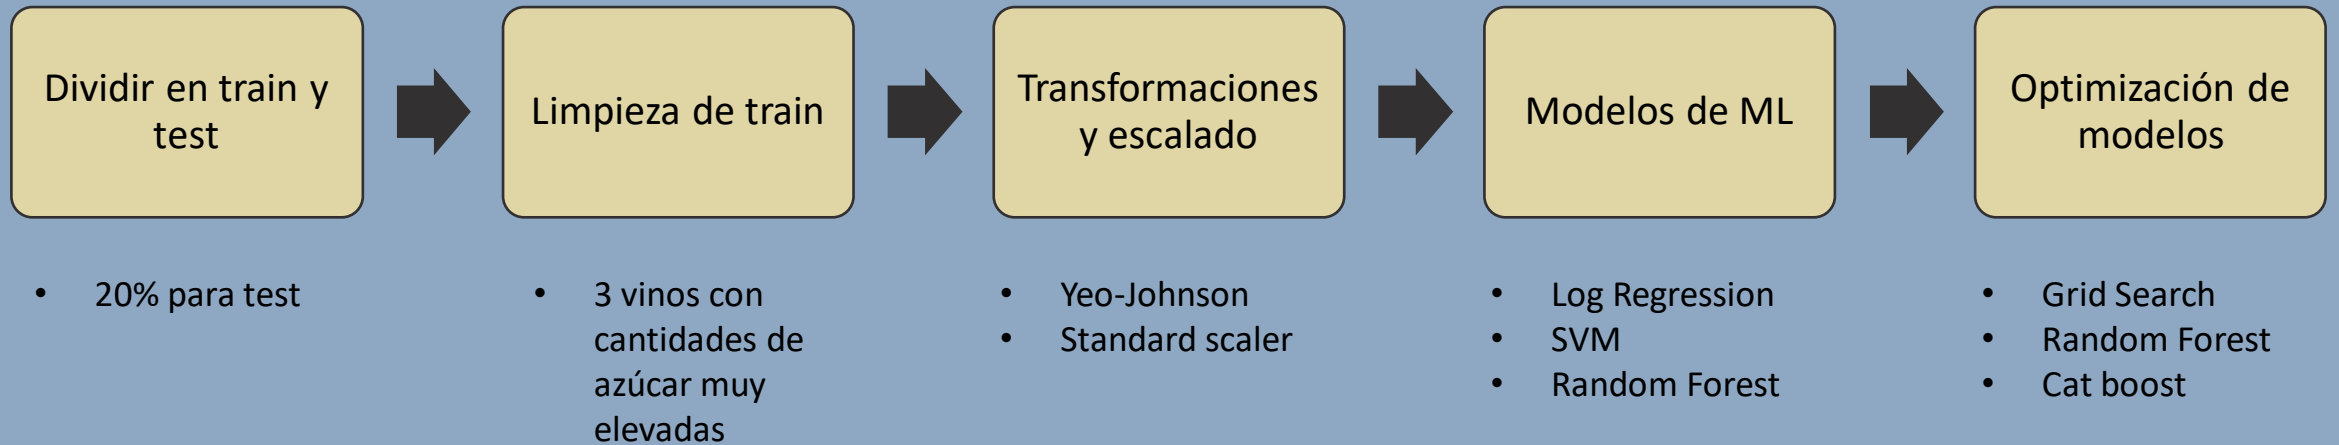 Dividir en train y
test
Limpieza de train
Transformaciones
y escalado
Modelos de ML
Optimización de
modelos
• 20% para test
• 3 vinos con
cantidades de
azúcar muy
elevadas
• Yeo-Johnson
• Standard scaler
• Log Regression
• SVM
• Random Forest
• Grid Search
• Random Forest
• Cat boost